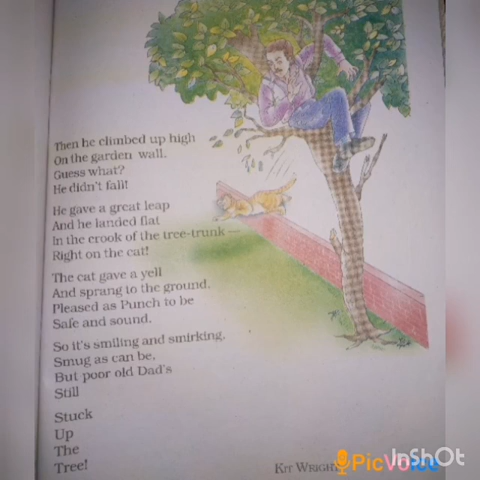 Then he climbed up high
On the garden wall.
Guess what?
He didn't fall!
He gave a great leap
And he landed flat
In the crook of the tree-trunk —
Right on the cat!
The cat gave a yell
And sprang to the ground,
Pleased as Punch to be
Safe and sound.
So it's smiling and smirking,
Smug as can be,
But poor old Dad's
Still
Stuck
Up
The
Tree!
KIT WRIGHT
PicVoice
InShOt